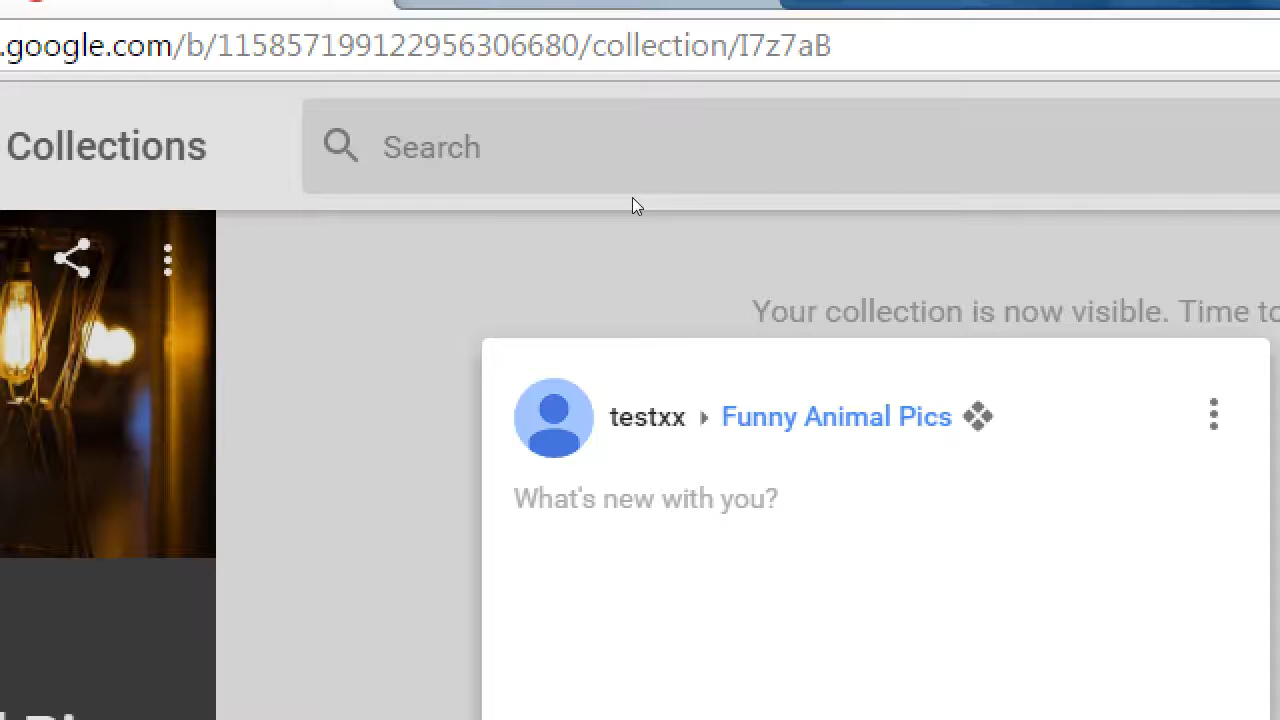 .google.com/b/115857199122956306680/collection/I7z7aB
Collections
Search
Your collection is now visible. Time to
testxx
Funny Animal Pics
What's new with you?